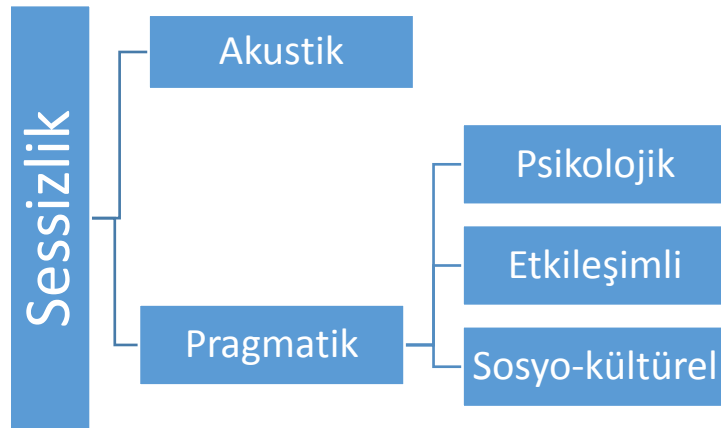 Sessizlik
Akustik
Pragmatik
Psikolojik
Etkileşimli
Sosyo-kültürel